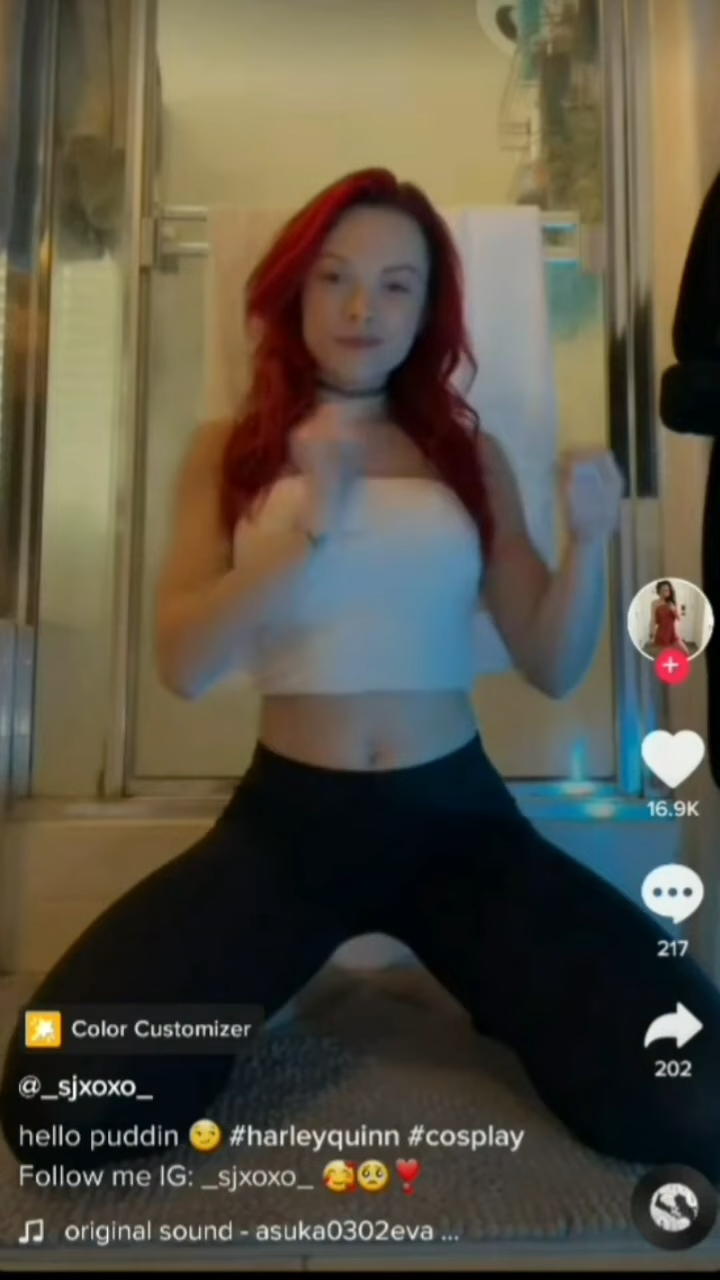 16.9K
217
202
Color Customizer
@_sjxoxo_
hello puddin 😏 #harleyquinn #cosplay
Follow me IG: _sjxoxo_ 🥰🥺❣️
original sound - asuka0302eva ...